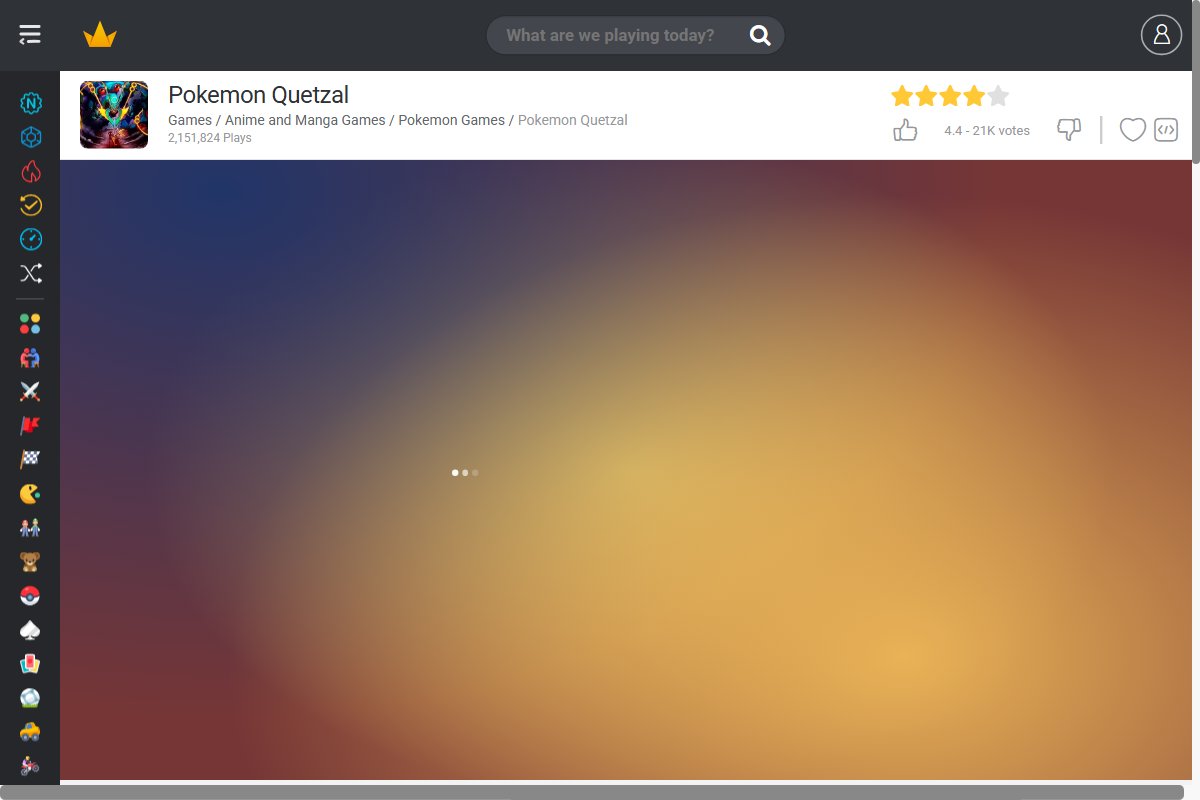 What are we playing today?
Pokemon Quetzal
Games / Anime and Manga Games / Pokemon Games / Pokemon Quetzal
2,151,824 Plays
4.4 - 21K votes